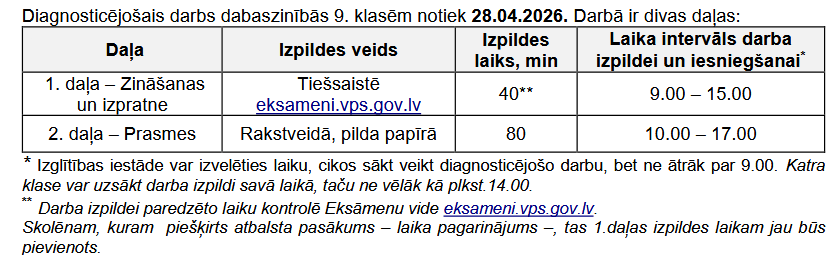 Diagnosticējošais darbs dabaszinībās 9. klasēm notiek 28.04.2026. Darbā ir divas daļas:
Daļa
Izpildes veids
Izpildes
laiks, min
Laika intervāls darba
izpildei un iesniegšanai*
1. daļa – Zināšanas
un izpratne
Tiešsaistē
eksameni.vps.gov.lv
40**
9.00 – 15.00
2. daļa – Prasmes
Rakstveidā, pilda papīrā
80
10.00 – 17.00
* Izglītības iestāde var izvelēties laiku, cikos sākt veikt diagnosticējošo darbu, bet ne ātrāk par 9.00. Katra
klase var uzsākt darba izpildi savā laikā, taču ne vēlāk kā plkst.14.00.
** Darba izpildei paredzēto laiku kontrolē Eksāmenu vide eksameni.vps.gov.lv.
Skolēnam, kuram piešķirts atbalsta pasākums – laika pagarinājums –, tas 1.daļas izpildes laikam jau būs
pievienots.